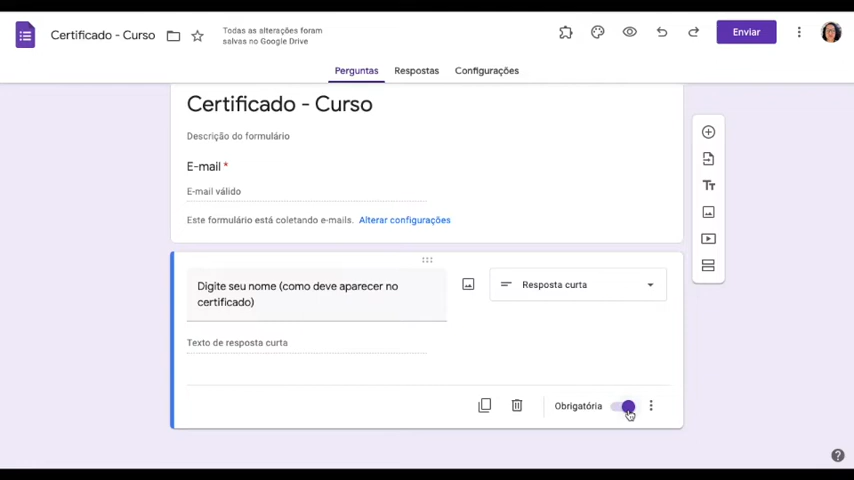 Certificado - Curso
Todas as alterações foram
salvas no Google Drive
Enviar
Perguntas
Respostas
Configurações
Certificado - Curso
Descrição do formulário
E-mail *
E-mail válido
Este formulário está coletando e-mails. Alterar configurações
Digite seu nome (como deve aparecer no
certificado)
Resposta curta
Texto de resposta curta
Obrigatória